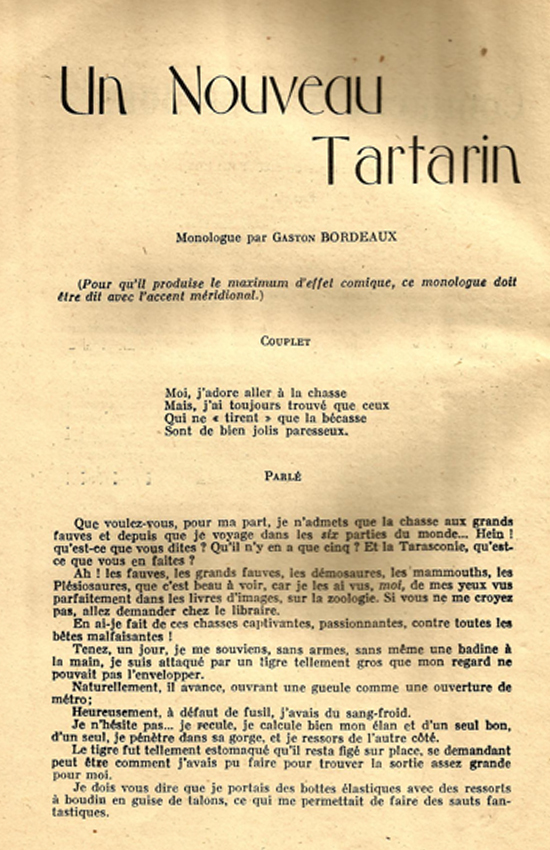 Un Nouveau
Tartarin
Monologue par GASTON BORDEAUX
(Pour qu'il produise le maximum d'effet comique, ce monologue doit
être dit avec l'accent méridional.)
COUPLET
Moi, j'adore aller à la chasse
Mais, j'ai toujours trouvé que ceux
Qui ne « tirent » que la bécasse
Sont de bien jolis paresseux.
PARLÉ
Que voulez-vous, pour ma part, je n'admets que la chasse aux grands
fauves et depuis que je voyage dans les six parties du monde... Hein !
qu'est-ce que vous dites ? Qu'il n'y en a que cinq ? Et la Tarasconie, qu'est-
ce que vous en faites ?
Ah ! les fauves, les grands fauves, les démosaures, les mammouths, les
Plésiosaures, que c'est beau à voir, car je les ai vus, moi, de mes yeux vus
parfaitement dans les livres d'images, sur la zoologie. Si vous ne me croyez
pas, allez demander chez le libraire.
En ai-je fait de ces chasses captivantes, passionnantes, contre toutes les
bêtes malfaisantes !
Tenez, un jour, je me souviens, sans armes, sans même une badine à
la main, je suis attaqué par un tigre tellement gros que mon regard ne
pouvait pas l'envelopper.
Naturellement, il avance, ouvrant une gueule comme une ouverture de
métro;
Heureusement, à défaut de fusil, j'avais du sang-froid.
Je n'hésite pas... je recule, je calcule bien mon élan et d'un seul bon,
d'un seul, je pénètre dans sa gorge, et je ressors de l'autre côté.
Le tigre fut tellement estomaqué qu'il resta figé sur place, se demandant
peut être comment j'avais pu faire pour trouver la sortie assez grande
pour moi.
Je dois vous dire que je portais des bottes élastiques avec des ressorts
à boudin en guise de talons, ce qui me permettait de faire des sauts fan-
tastiques.